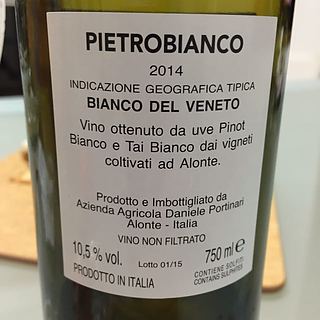 PIETROBIANCO
2014
INDICAZIONE GEOGRAFICA TIPICA
BIANCO DEL VENETO
Vino ottenuto da uve Pinot
Bianco e Tai Bianco dai vigneti
coltivati ad Alonte.
Prodotto e Imbottigliato da
Azienda Agricola Daniele Portinari
Alonte - Italia
VINO NON FILTRATO
10,5 % vol.
Lotto 01/15
750 ml e
PRODOTTO IN ITALIA
CONTIENE SOLFITI
CONTAINS SULPHITES